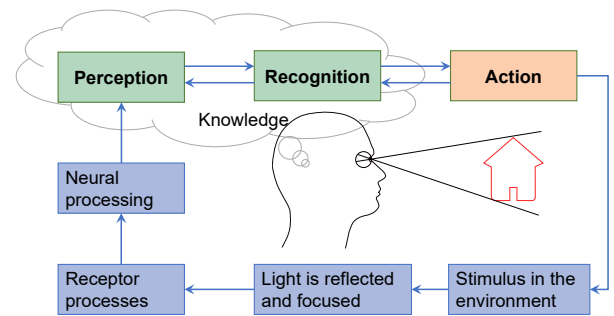 Perception
Recognition
Action
Knowledge
Neural
processing
Receptor
processes
Light is reflected
and focused
Stimulus in the
environment